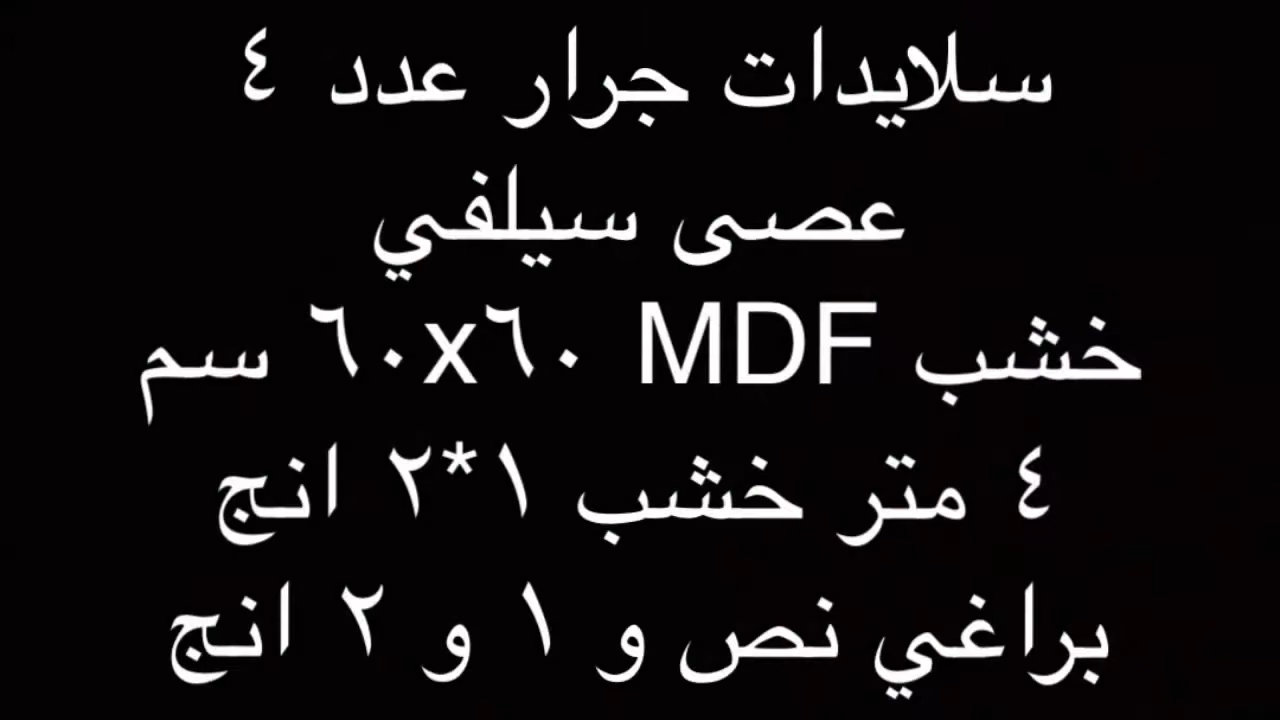 سلايدات جرار عدد ٤
عصى سيلفي
خشب MDF ٦٠x٦٠ سم
٤ متر خشب ١*٢ انج
براغي نص و ١ و ٢ انج